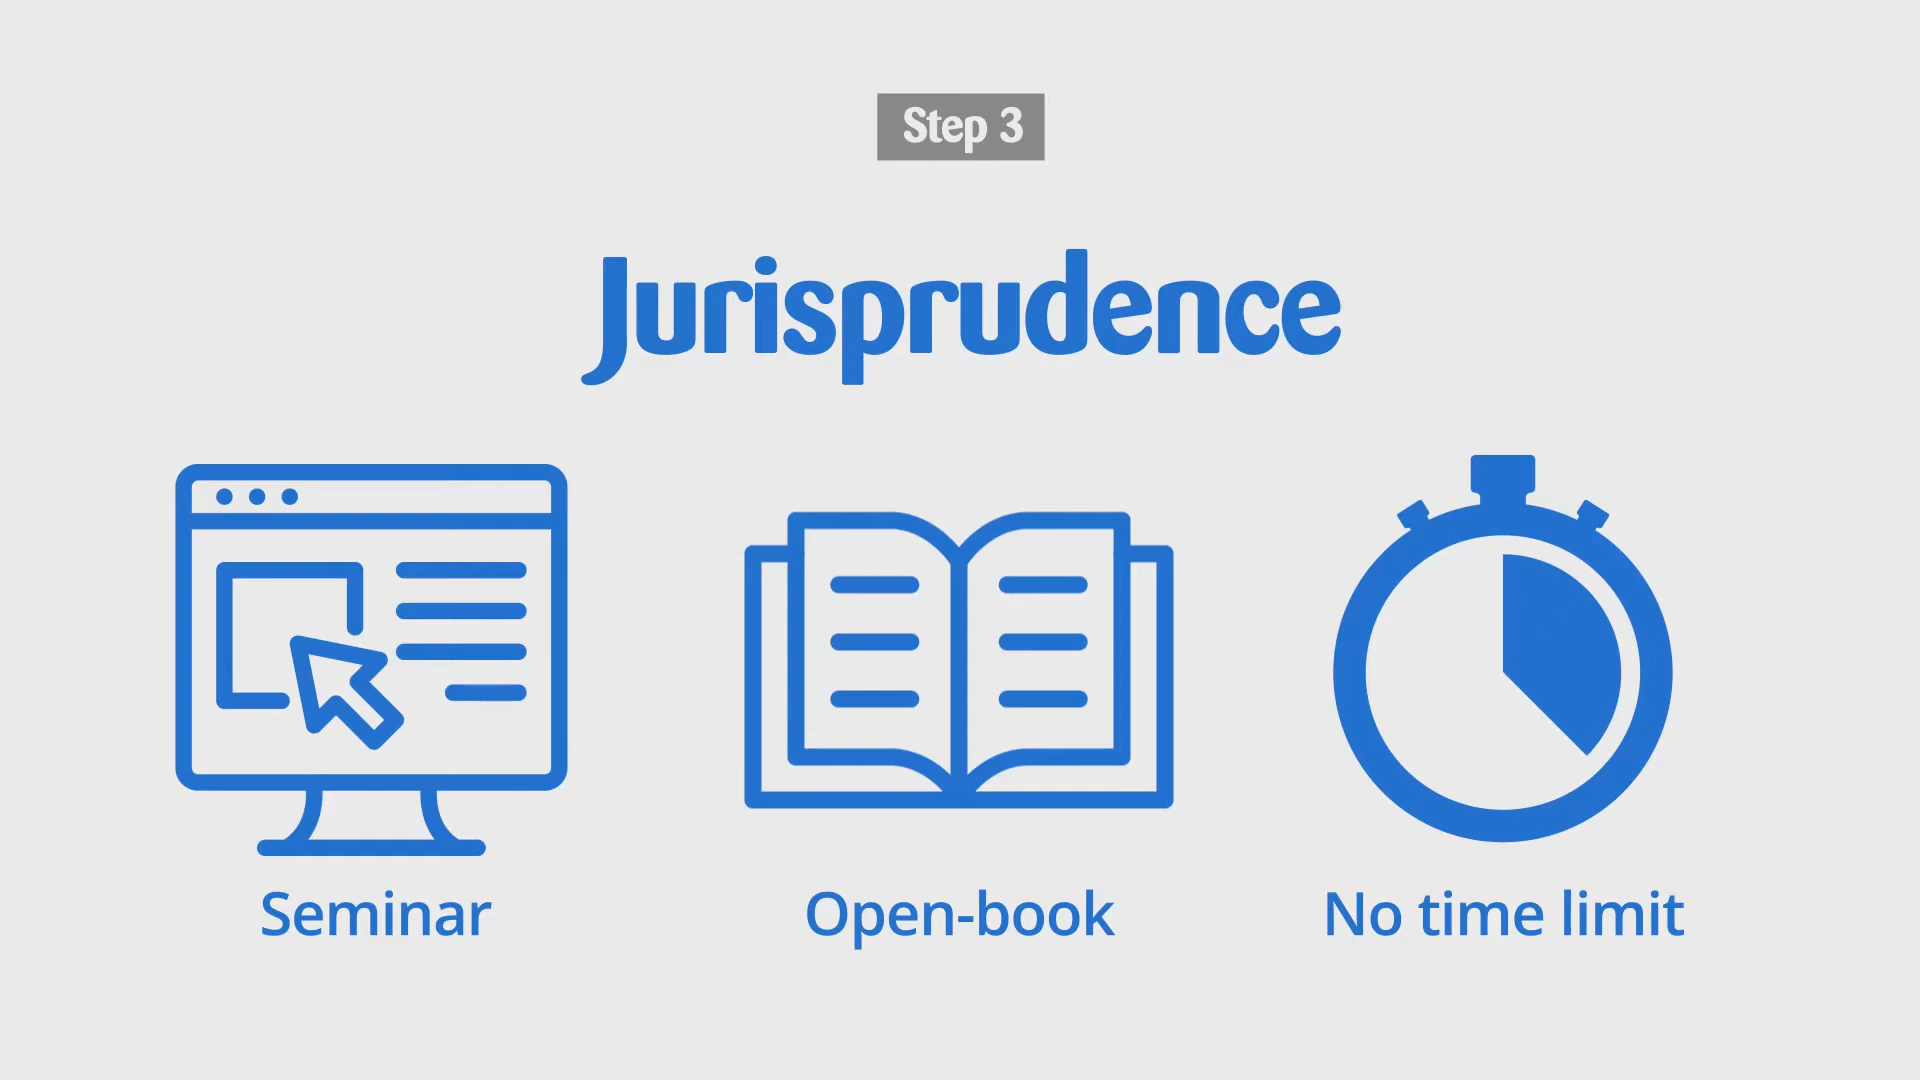 Step 3
Jurisprudence
Seminar
Open-book
No time limit